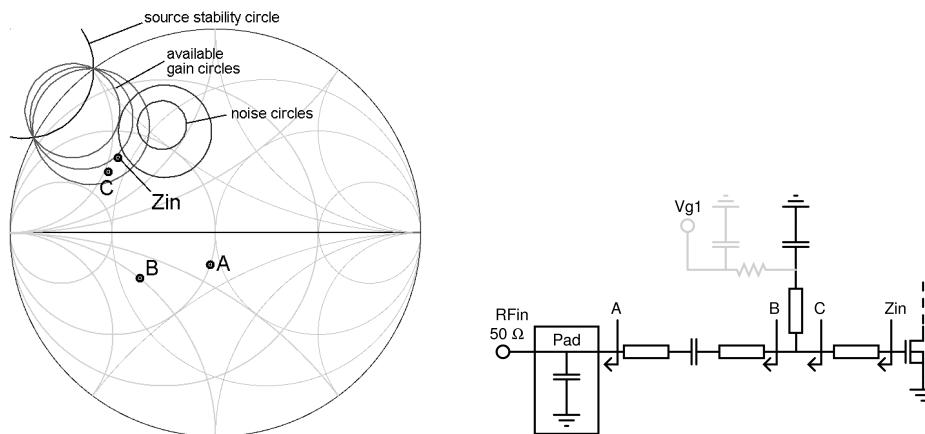 source stability circle
available
gain circles
noise circles
C
Zin
B
A
Vg1
RFin
50 Ω
Pad
A
B
C
Zin